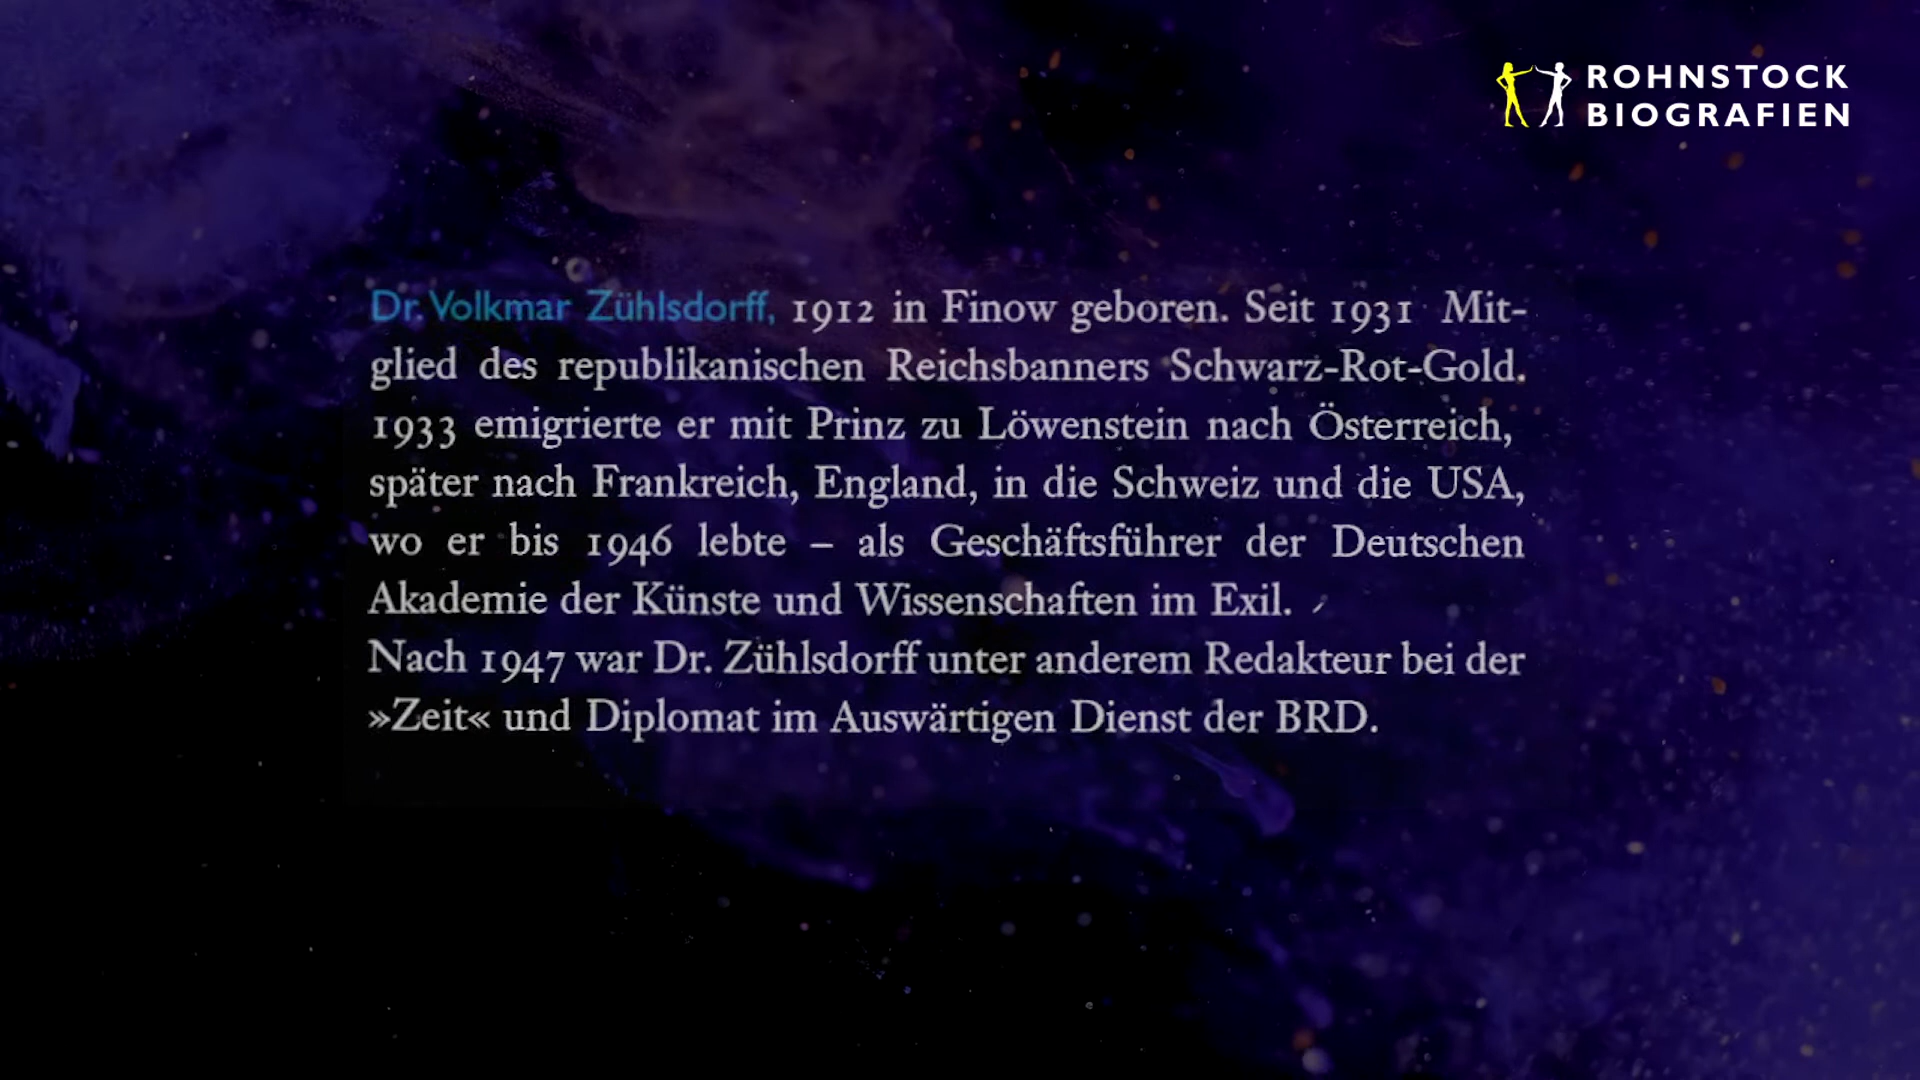 ROHNSTOCK
BIOGRAFIEN
Dr. Volkmar Zühlsdorff, 1912 in Finow geboren. Seit 1931 Mit-
glied des republikanischen Reichsbanners Schwarz-Rot-Gold.
1933 emigrierte er mit Prinz zu Löwenstein nach Österreich,
später nach Frankreich, England, in die Schweiz und die USA,
wo er bis 1946 lebte – als Geschäftsführer der Deutschen
Akademie der Künste und Wissenschaften im Exil.
Nach 1947 war Dr. Zühlsdorff unter anderem Redakteur bei der
»Zeit« und Diplomat im Auswärtigen Dienst der BRD.